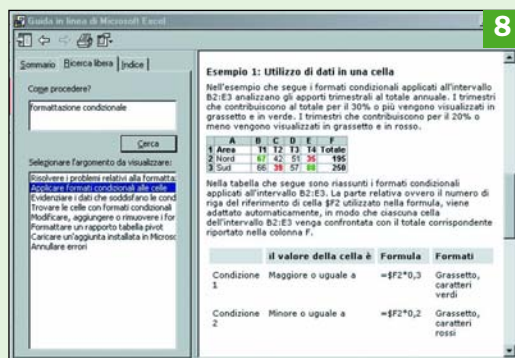 Guida in linea di Microsoft Excel
8
Sommario
Ricerca libera
Indice
Come procedere?
formattazione condizionale
Cerca
Selezionare l'argomento da visualizzare:
Risolvere i problemi relativi alla formatta
Applicare formati condizionali alle celle
Evidenziare i dati che soddisfano le cond
Trovare le celle con formati condizionali
Modificare, aggiungere o rimuovere i for
Formattare un rapporto tabella pivot
Caricare un'aggiunta installata in Microso
Annullare errori
Esempio 1: Utilizzo di dati in una cella
Nell'esempio che segue i formati condizionali applicati all'intervallo
B2:E3 analizzano gli apporti trimestrali al totale annuale. I trimestri
che contribuiscono al totale per il 30% o più vengono visualizzati in
grassetto e in verde. I trimestri che contribuiscono per il 20% o
meno vengono visualizzati in grassetto e in rosso.
A B C D E F
1 Area T1 T2 T3 T4 Totale
2 Nord 67 42 51 35 195
3 Sud 66 39 57 88 250
Nella tabella che segue sono riassunti i formati condizionali
applicati all'intervallo B2:E3. La parte relativa ovvero il numero di
riga del riferimento di cella $F2 utilizzato nella formula, viene
adattato automaticamente, in modo che ciascuna cella
dell'intervallo B2:E3 venga confrontata con il totale corrispondente
riportato nella colonna F.
il valore della cella è Formula Formati
Condizione 1 Maggiore o uguale a =$F2*0,3 Grassetto, caratteri verdi
Condizione 2 Minore o uguale a =$F2*0,2 Grassetto, caratteri rossi